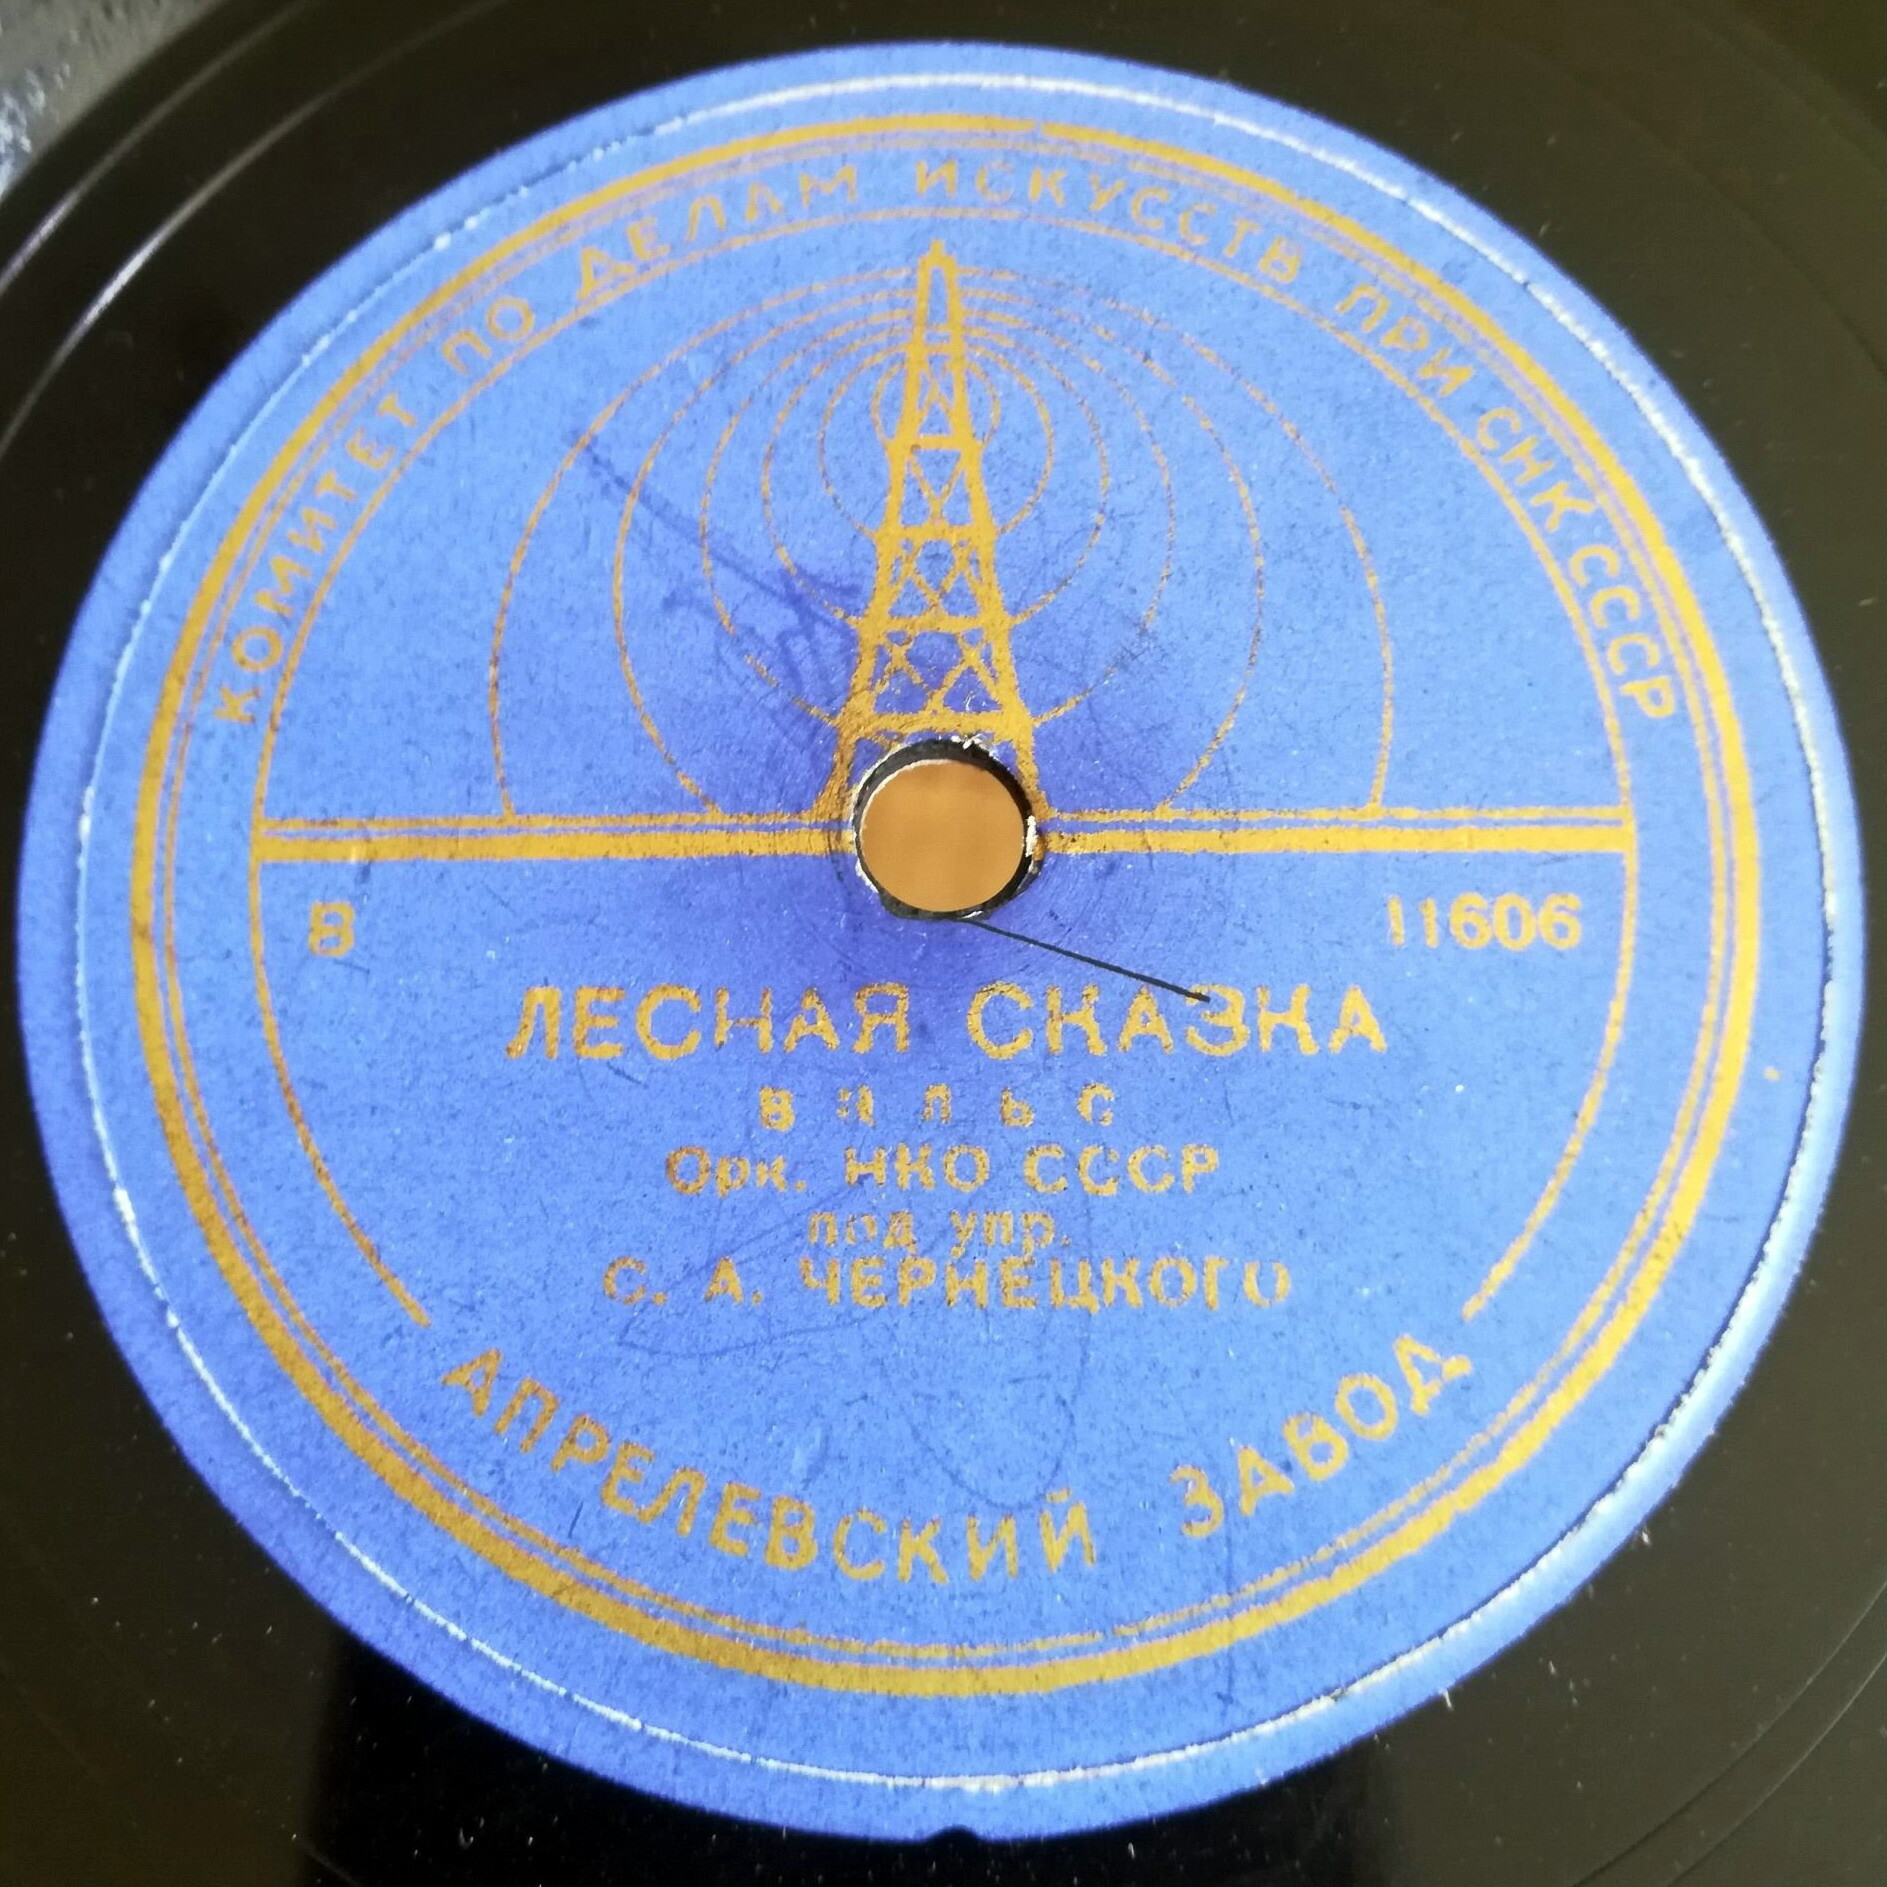 КОМИТЕТ ПО ДЕЛАМ ИСКУССТВ ПРИ СНК СССР
В 11606
ЛЕСНАЯ СКАЗКА
вальс
Орк. НКО СССР
под упр.
С. А. ЧЕРНЕЦКОГО
АПРЕЛЕВСКИЙ ЗАВОД